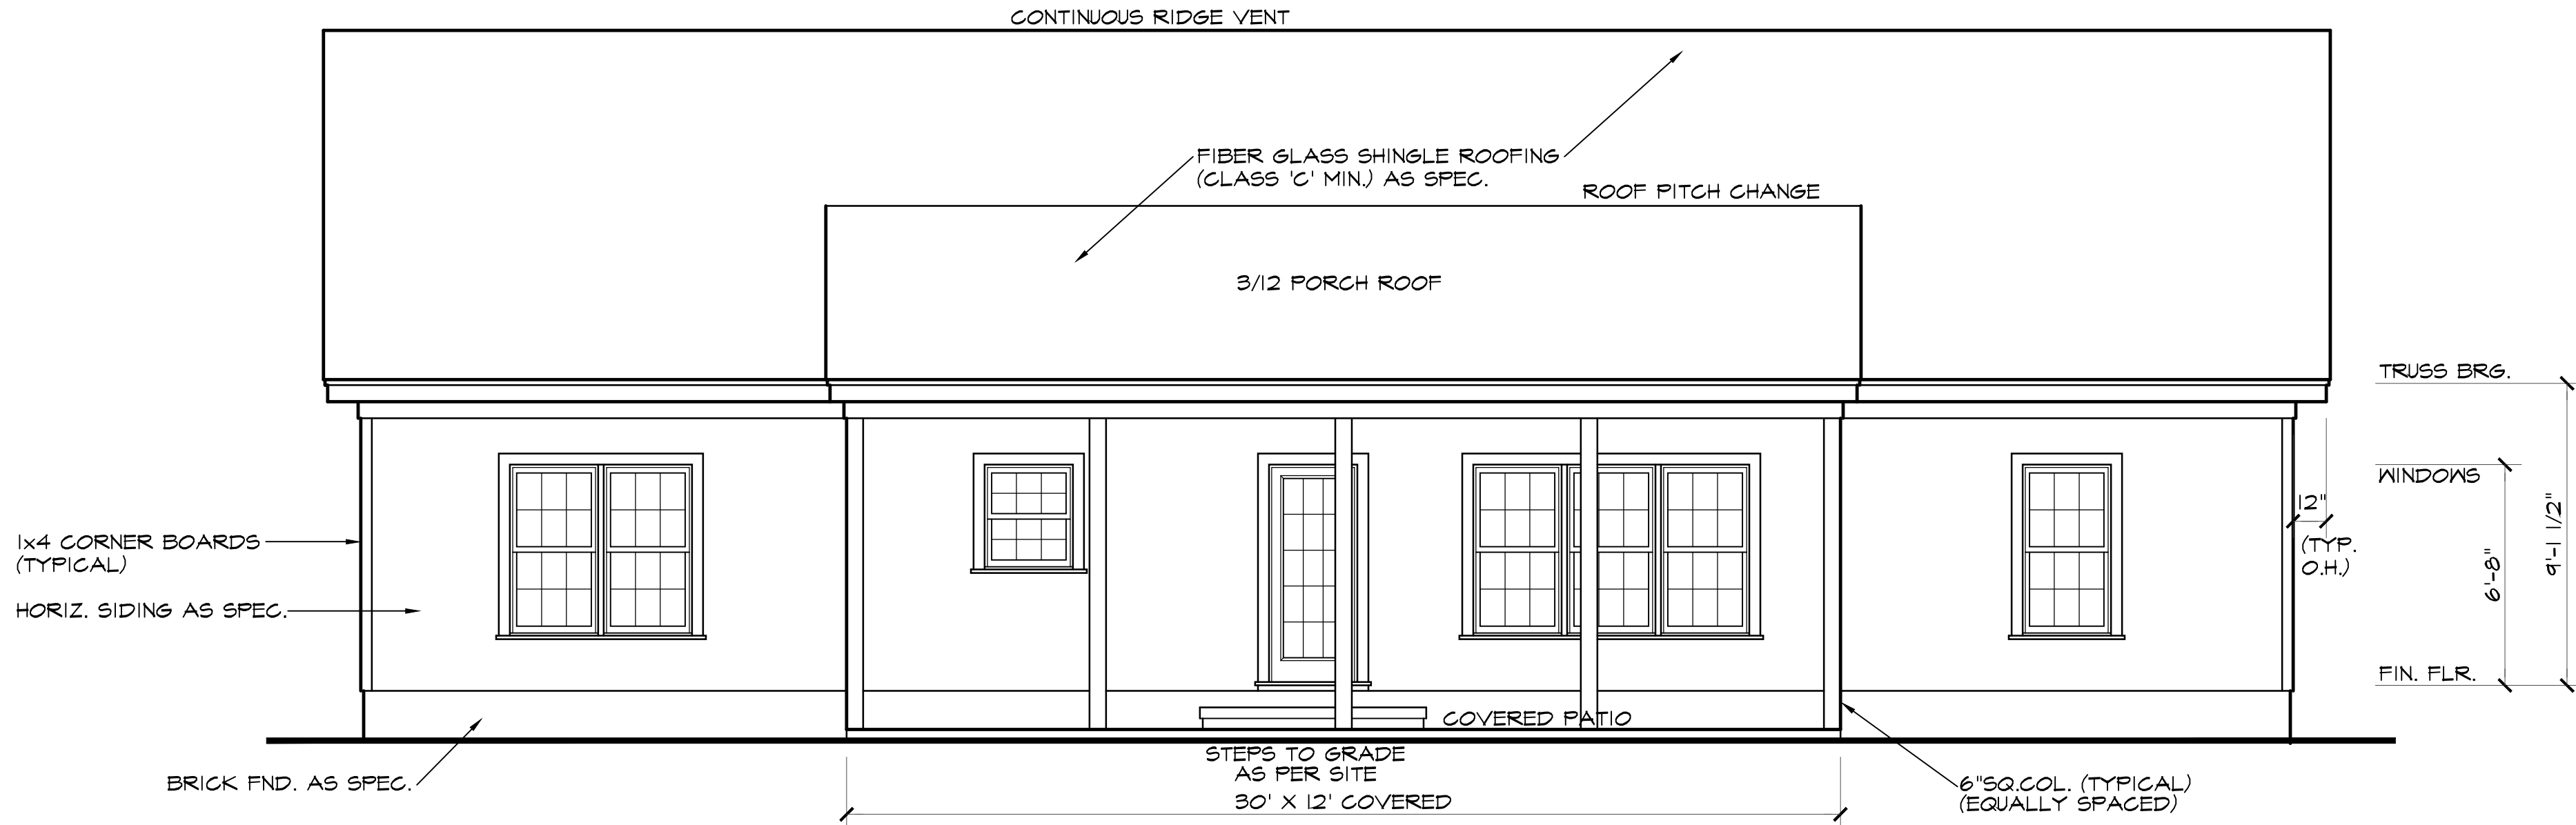 CONTINUOUS RIDGE VENT
FIBER GLASS SHINGLE ROOFING
(CLASS 'C' MIN.) AS SPEC.
ROOF PITCH CHANGE
3/12 PORCH ROOF
TRUSS BRG.
WINDOWS
12"
(TYP.
O.H.)
6'-8"
9'-1 1/2"
1x4 CORNER BOARDS
(TYPICAL)
HORIZ. SIDING AS SPEC.
FIN. FLR.
COVERED PATIO
STEPS TO GRADE
AS PER SITE
BRICK FND. AS SPEC.
30' X 12' COVERED
6"SQ.COL. (TYPICAL)
(EQUALLY SPACED)